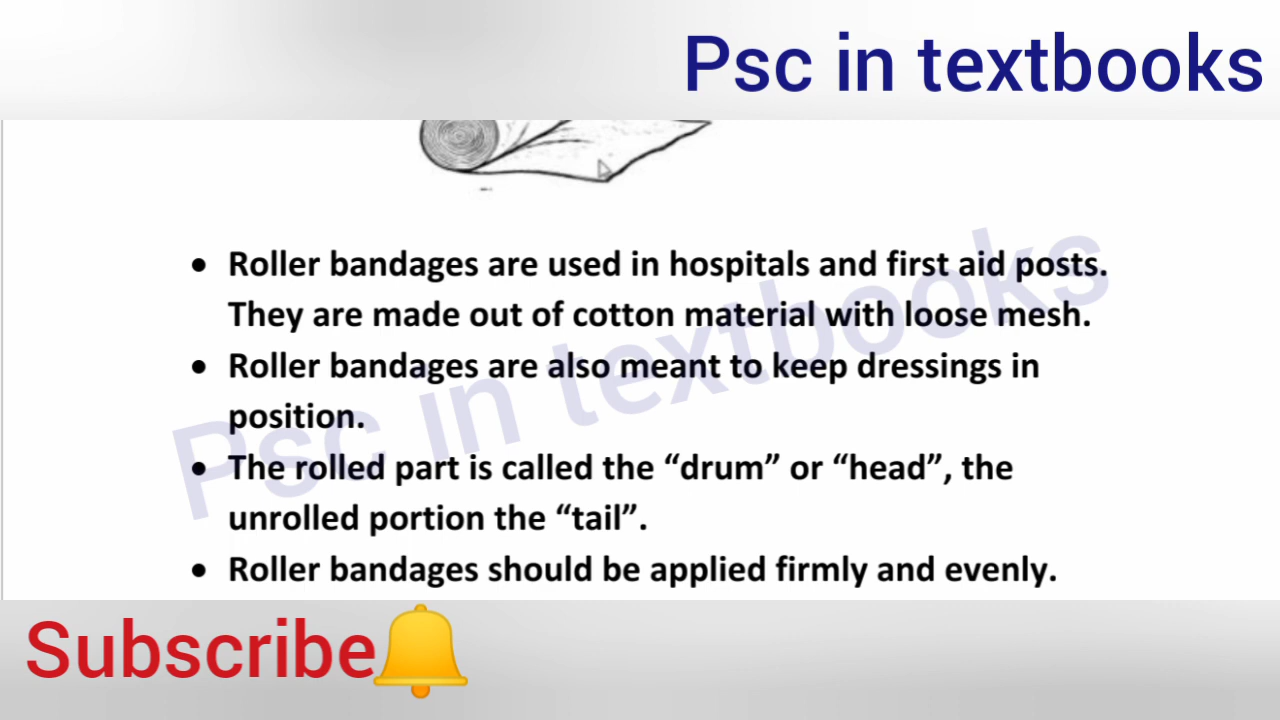 Psc in textbooks
• Roller bandages are used in hospitals and first aid posts.
They are made out of cotton material with loose mesh.
• Roller bandages are also meant to keep dressings in
position.
• The rolled part is called the “drum” or “head”, the
unrolled portion the “tail”.
• Roller bandages should be applied firmly and evenly.
Psc in textbooks
Subscribe